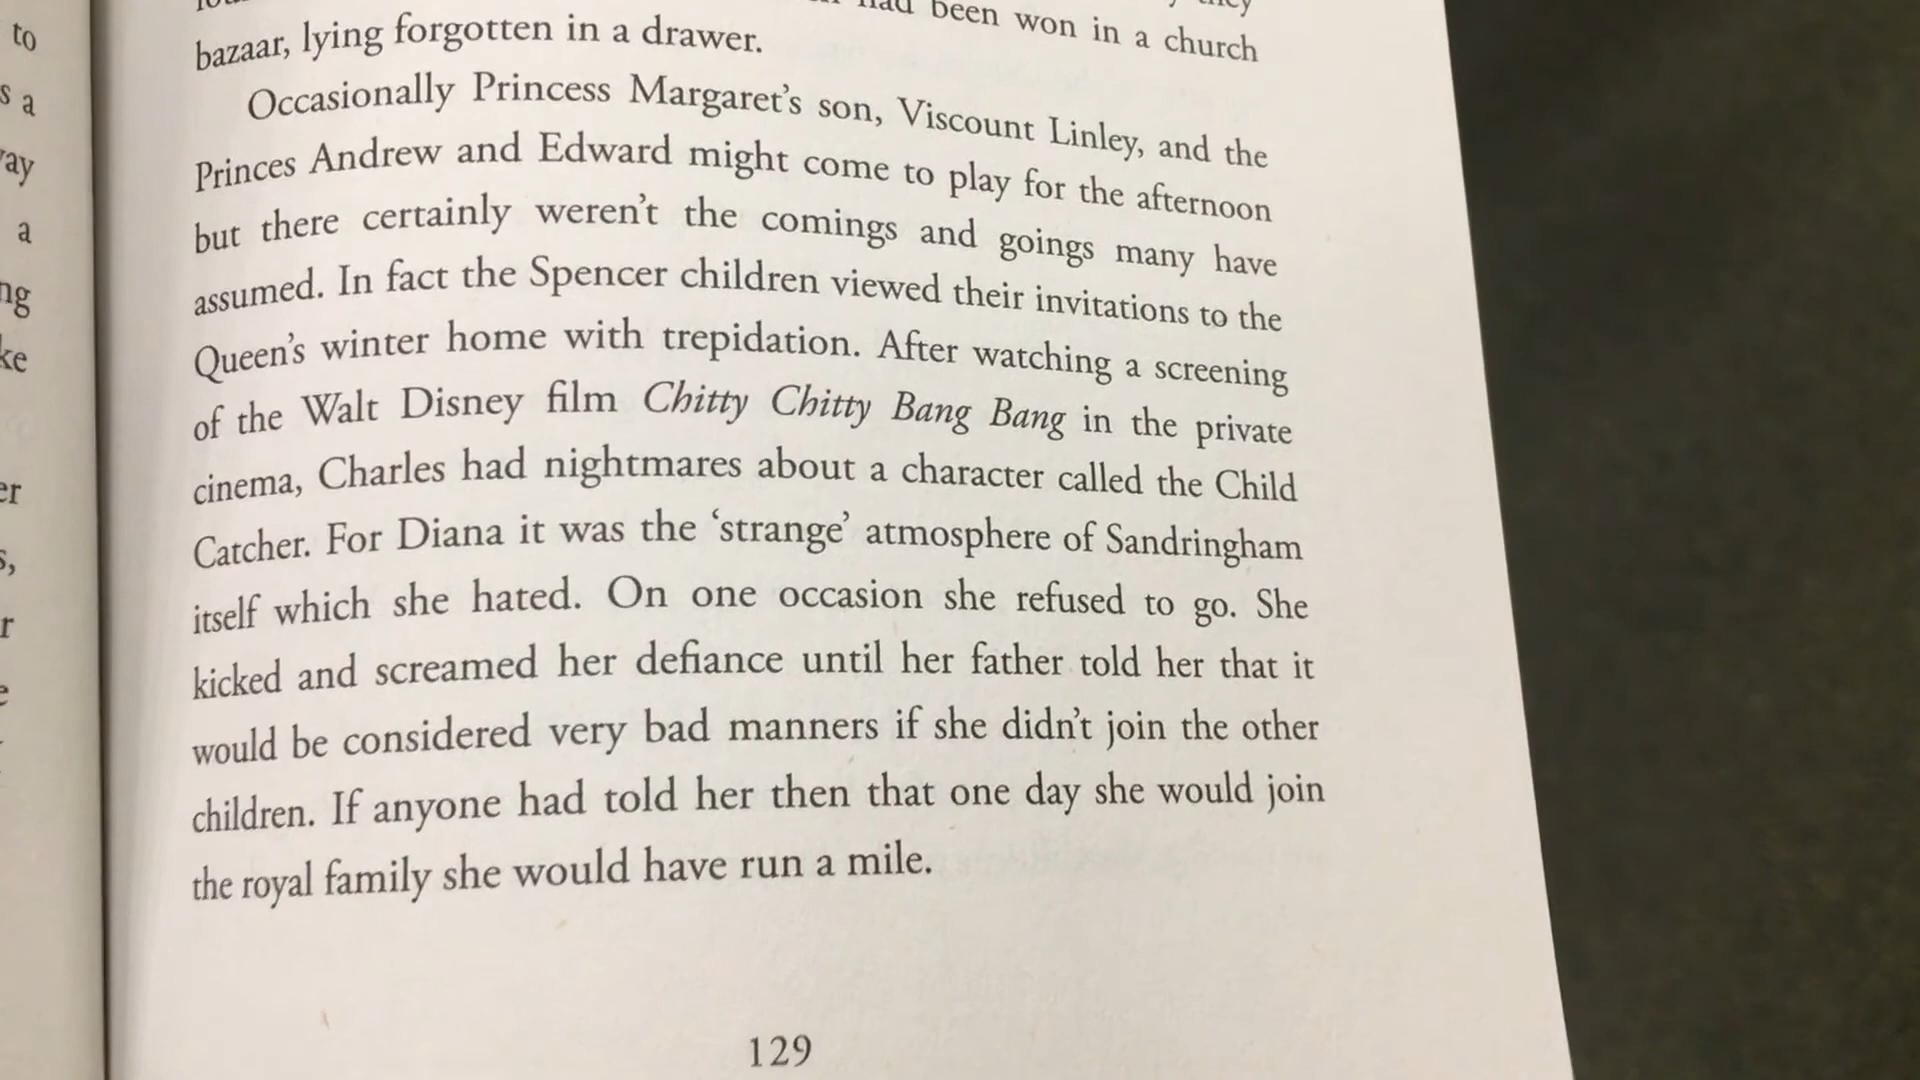 had been won in a church
bazaar, lying forgotten in a drawer.
Occasionally Princess Margaret's son, Viscount Linley, and the
Princes Andrew and Edward might come to play for the afternoon
but there certainly weren't the comings and goings many have
assumed. In fact the Spencer children viewed their invitations to the
Queen's winter home with trepidation. After watching a screening
of the Walt Disney film Chitty Chitty Bang Bang in the private
cinema, Charles had nightmares about a character called the Child
Catcher. For Diana it was the ‘strange’ atmosphere of Sandringham
itself which she hated. On one occasion she refused to go. She
kicked and screamed her defiance until her father told her that it
would be considered very bad manners if she didn't join the other
children. If anyone had told her then that one day she would join
the royal family she would have run a mile.
129
to
a
a